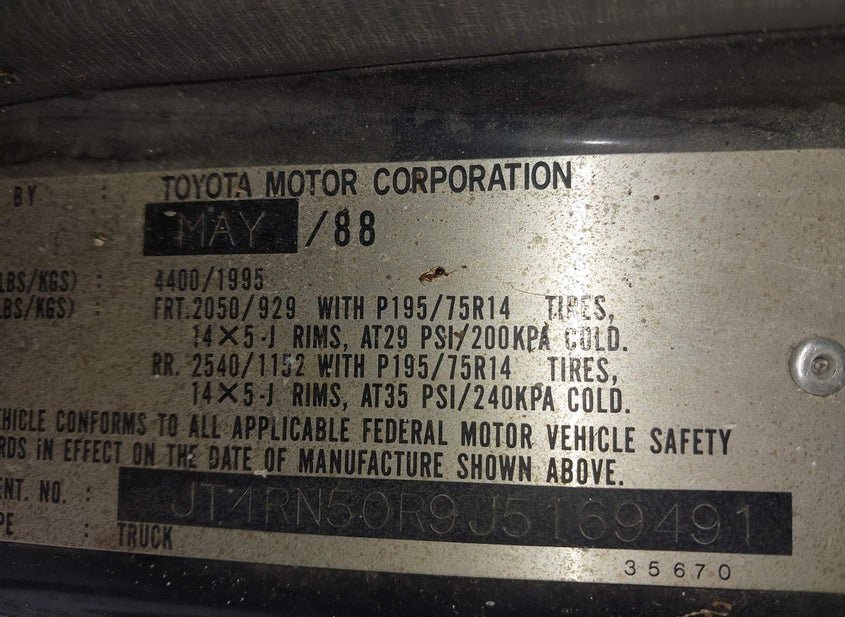 BY : TOYOTA MOTOR CORPORATION
MAY /88
LBS/KGS) : 4400/1995
LBS/KGS) : FRT.2050/929 WITH P195/75R14 TIRES,
14×5-J RIMS, AT29 PSI/200KPA COLD.
RR. 2540/1152 WITH P195/75R14 TIRES,
14×5-J RIMS, AT35 PSI/240KPA COLD.
EHICLE CONFORMS TO ALL APPLICABLE FEDERAL MOTOR VEHICLE SAFETY
RDS IN EFFECT ON THE DATE OF MANUFACTURE SHOWN ABOVE.
ENT. NO. : JT4RN50R9J5169491
PE : TRUCK
35670